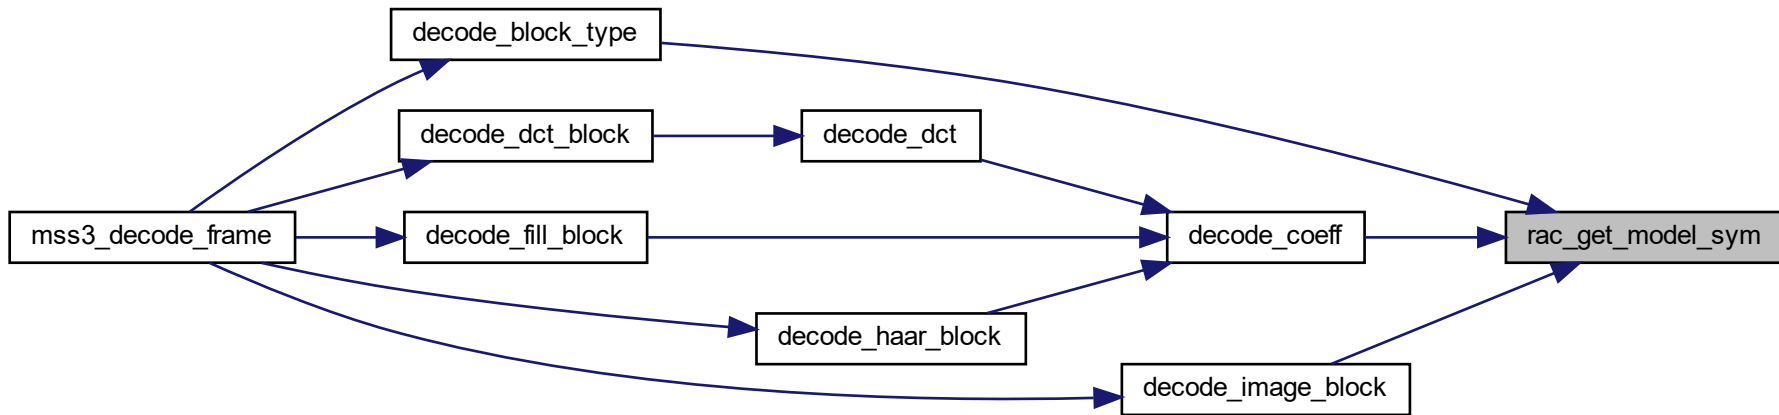 decode_block_type
decode_dct_block
decode_dct
mss3_decode_frame
decode_fill_block
decode_coeff
rac_get_model_sym
decode_haar_block
decode_image_block